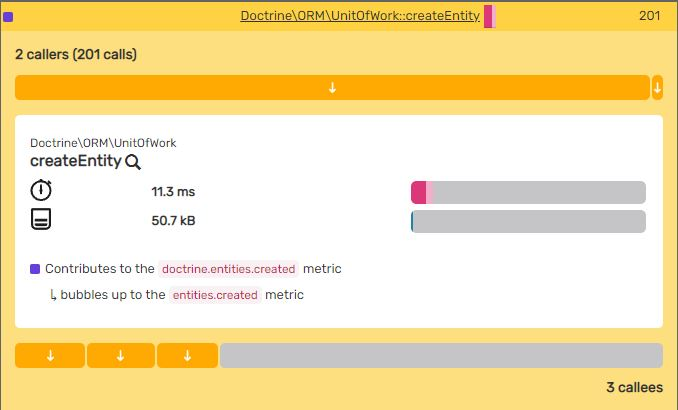 Doctrine\ORM\UnitOfWork::createEntity 201
2 callers (201 calls)
Doctrine\ORM\UnitOfWork
createEntity
11.3 ms
50.7 kB
Contributes to the doctrine.entities.created metric
bubbles up to the entities.created metric
3 callees